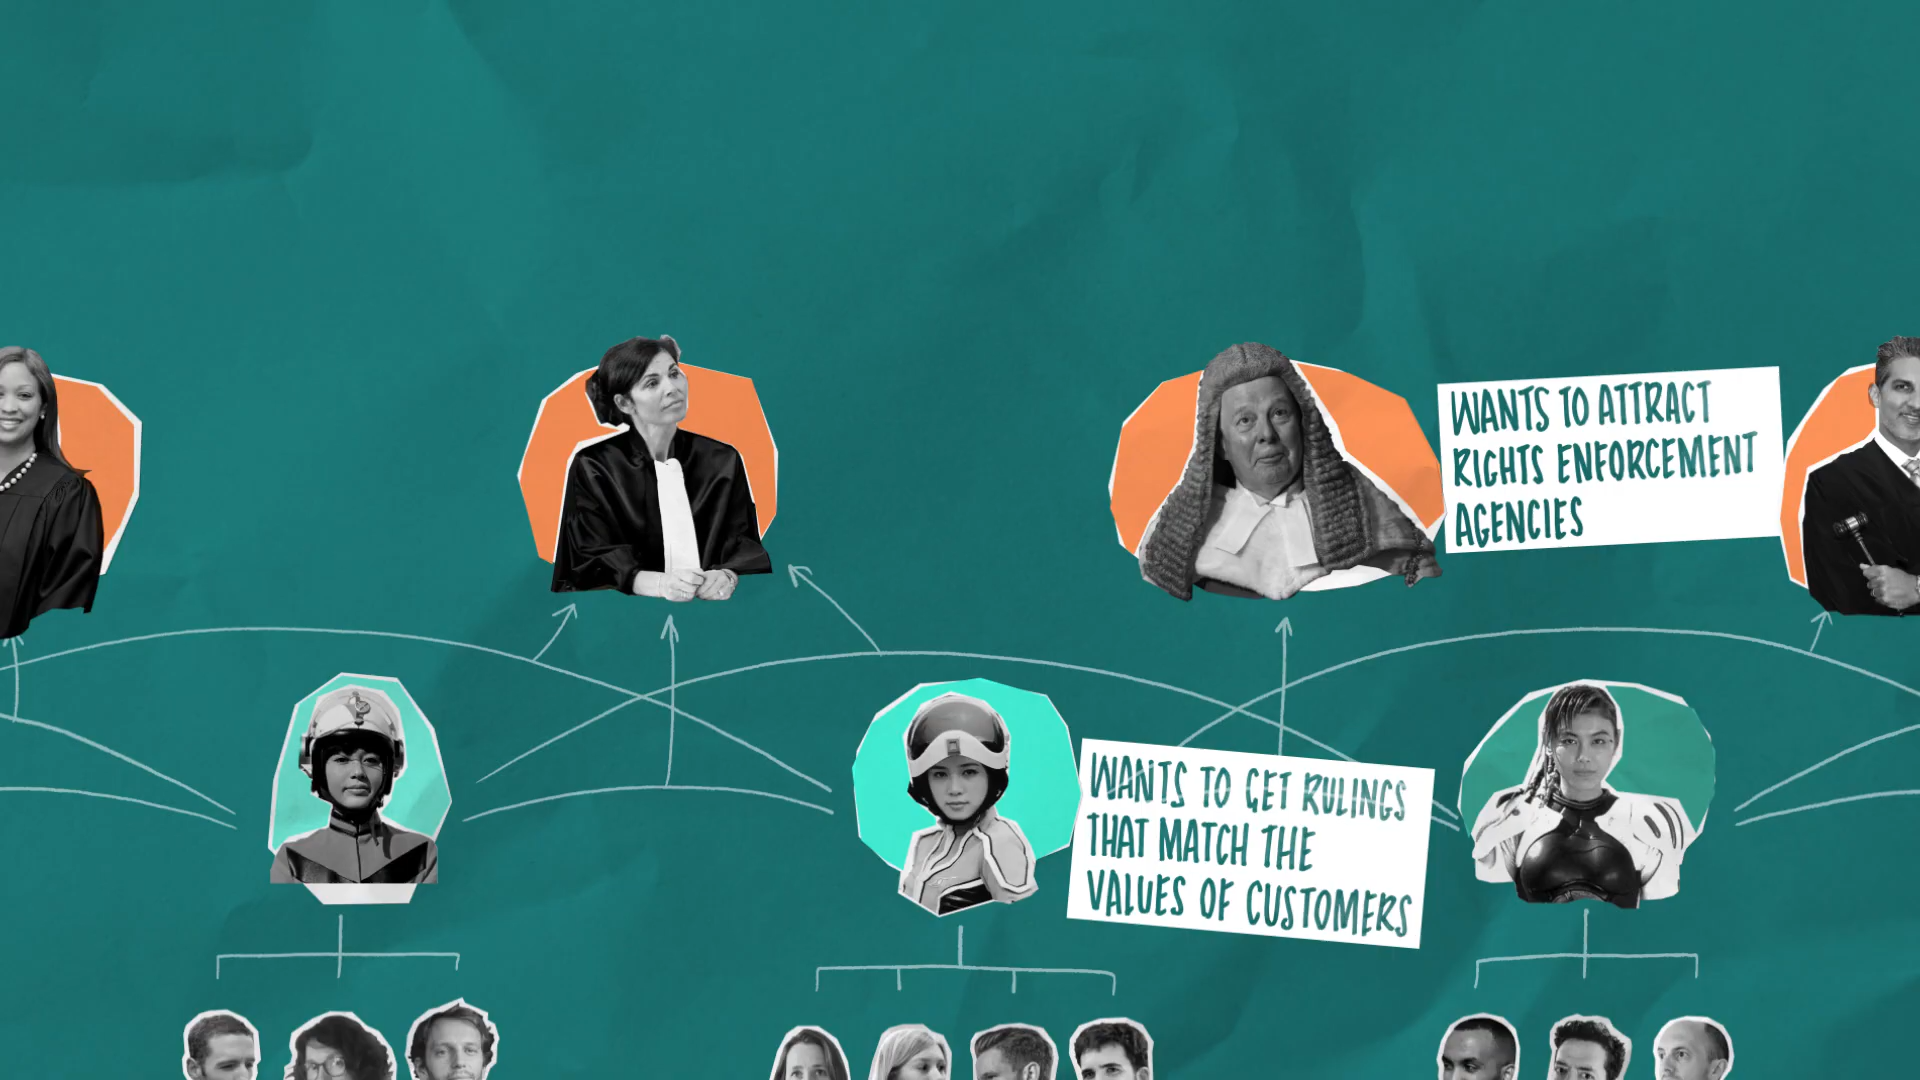 WANTS TO ATTRACT
RIGHTS ENFORCEMENT
AGENCIES
WANTS TO GET RULINGS
THAT MATCH THE
VALUES OF CUSTOMERS